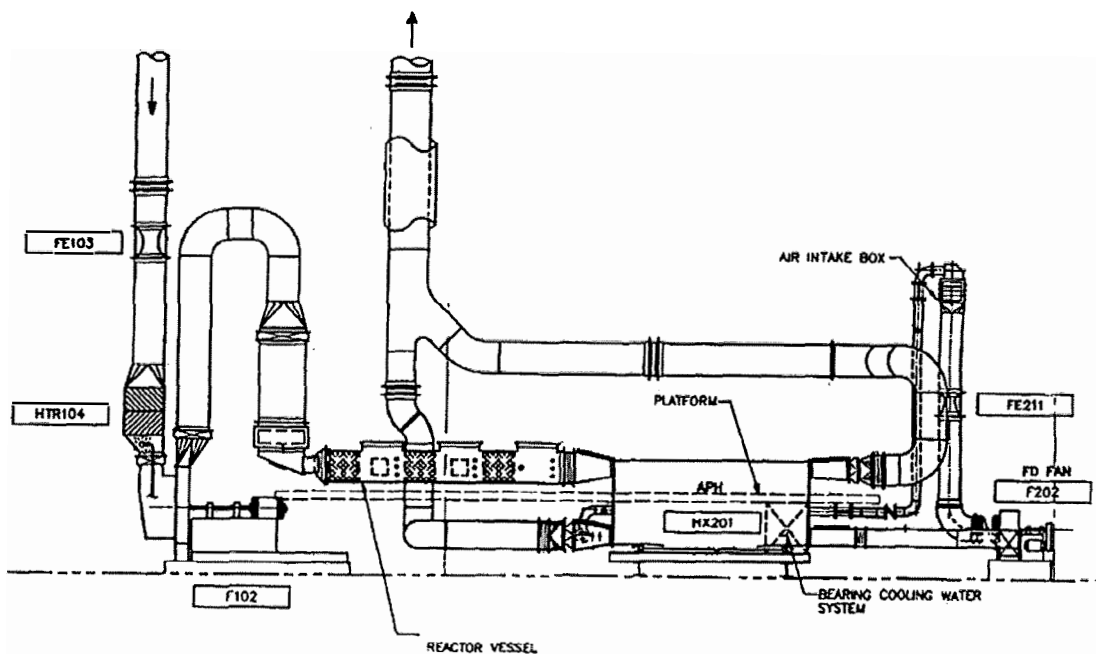 FE103
AIR INTAKE BOX
HTR104
PLATFORM
FE211
FD FAN
F202
APH
HX201
F102
BEARING COOLING WATER
SYSTEM
REACTOR VESSEL